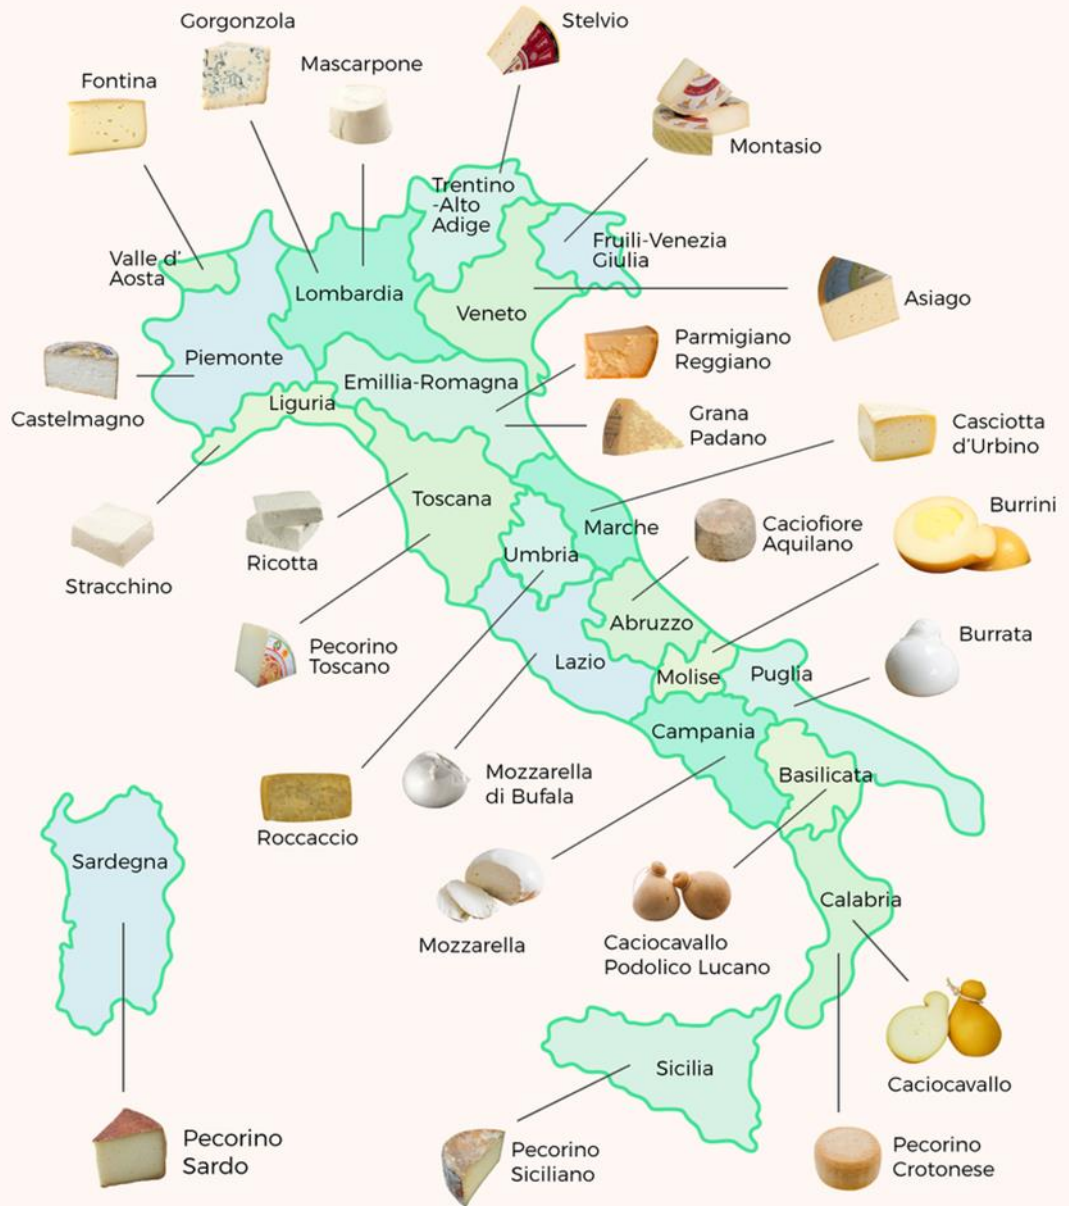 Gorgonzola
Stelvio
Mascarpone
Fontina
Montasio
Trentino
-Alto
Adige
Valle d'
Aosta
Fruili-Venezia
Giulia
Lombardia
Asiago
Veneto
Parmigiano
Reggiano
Piemonte
Emillia-Romagna
Castelmagno
Liguria
Grana
Padano
Casciotta
d'Urbino
Toscana
Burrini
Marche
Caciofiore
Aquilano
Umbria
Ricotta
Stracchino
Abruzzo
Burrata
Pecorino
Toscano
Lazio
Molise
Puglia
Campania
Mozzarella
di Bufala
Basilicata
Roccaccio
Sardegna
Calabria
Mozzarella
Caciocavallo
Podolico Lucano
Sicilia
Caciocavallo
Pecorino
Sardo
Pecorino
Siciliano
Pecorino
Crotonese